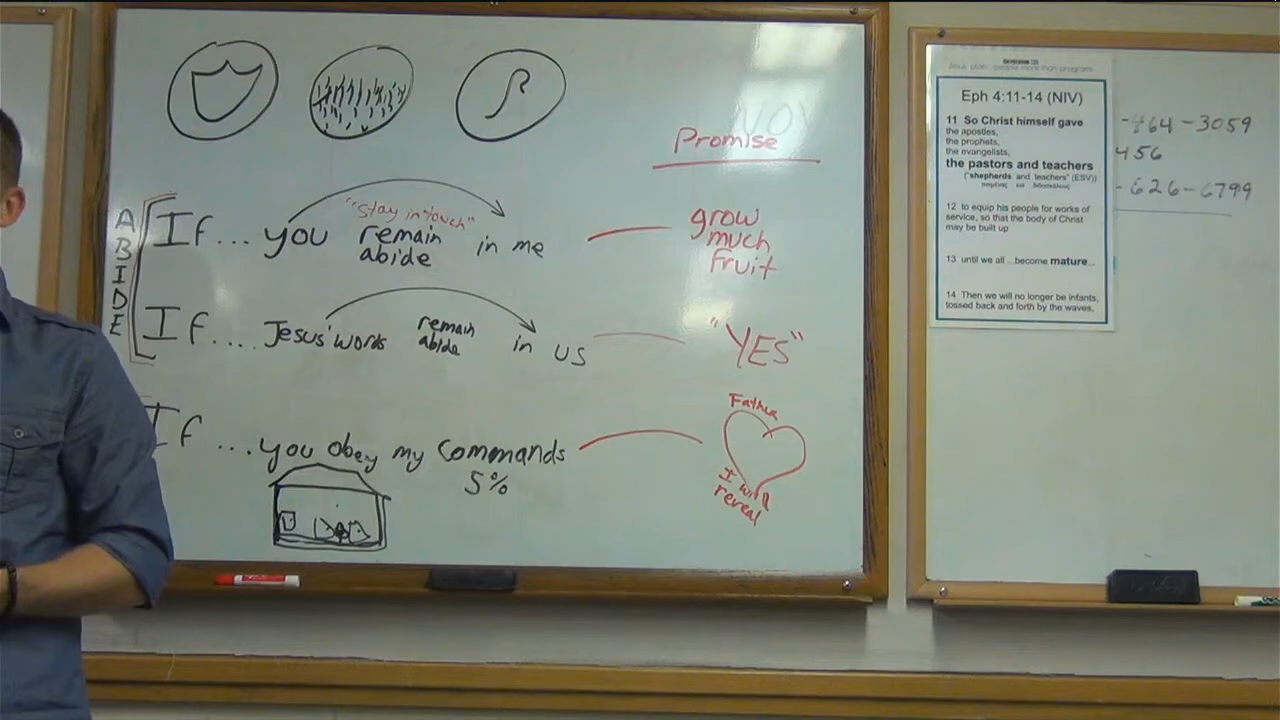 Promise
ABIDE
If... you "stay in touch" remain abide in me
grow much fruit
If.... Jesus' words remain abide in us
"YES"
If ...you obey my commands
5%
Father
I will reveal
Eph 4:11-14 (NIV)
11 So Christ himself gave
the apostles,
the prophets,
the evangelists,
the pastors and teachers
("shepherds and teachers" (ESV))
12 to equip his people for works of
service, so that the body of Christ
may be built up
13 until we all ...become mature...
14 Then we will no longer be infants,
tossed back and forth by the waves,
-464-3059
456
-626-6799